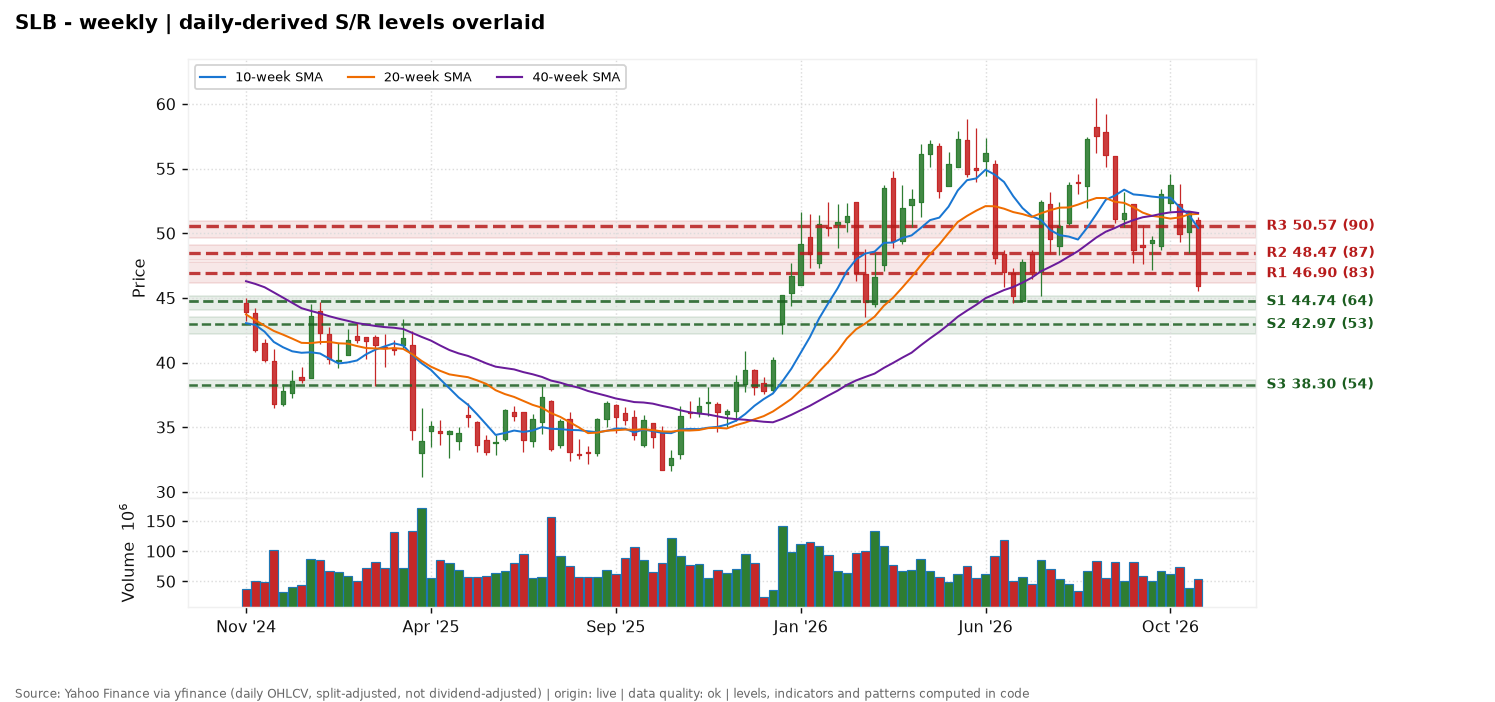 SLB - weekly | daily-derived S/R levels overlaid
10-week SMA 20-week SMA 40-week SMA
Price
60
55
50
45
40
35
30
R3 50.57 (90)
R2 48.47 (87)
R1 46.90 (83)
S1 44.74 (64)
S2 42.97 (53)
S3 38.30 (54)
Volume 10⁶
150
100
50
Nov '24 Apr '25 Sep '25 Jan '26 Jun '26 Oct '26
Source: Yahoo Finance via yfinance (daily OHLCV, split-adjusted, not dividend-adjusted) | origin: live | data quality: ok | levels, indicators and patterns computed in code